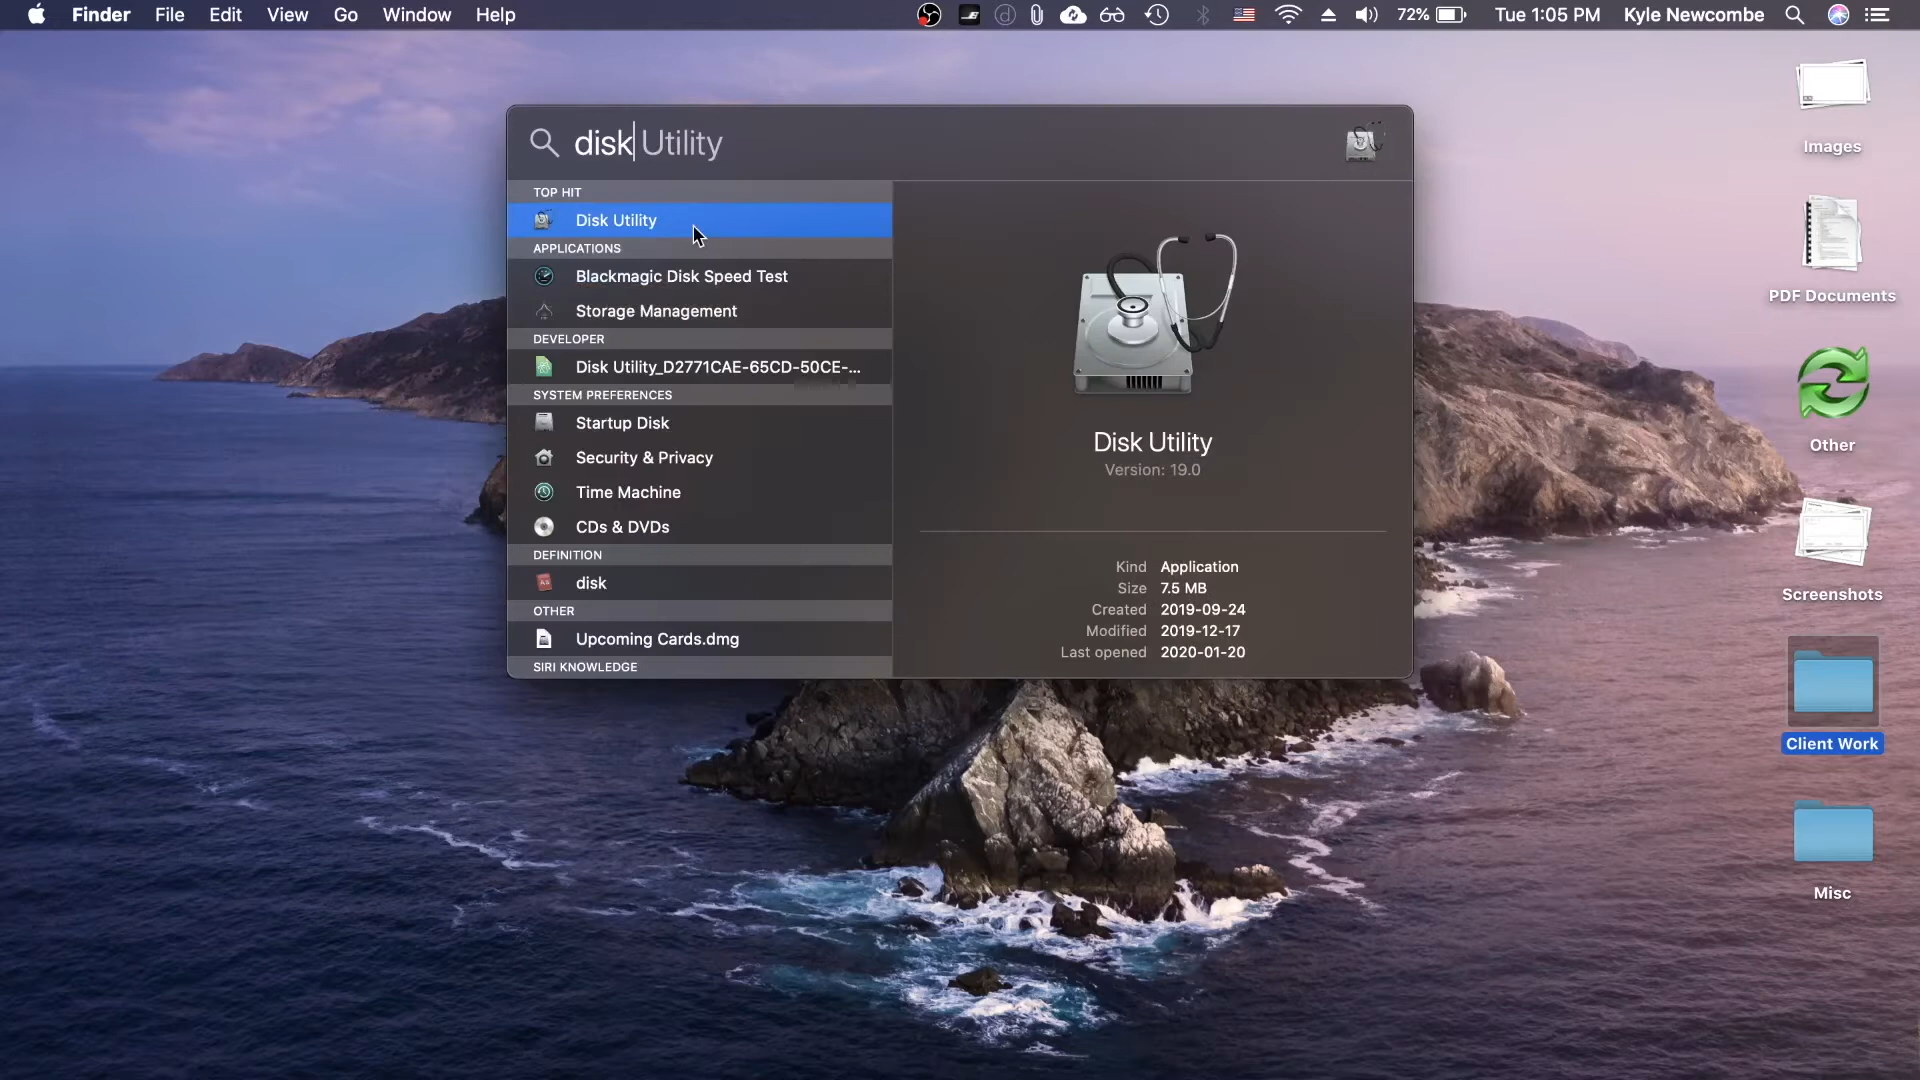 Finder File Edit View Go Window Help 72% Tue 1:05 PM Kyle Newcombe
disk Utility
TOP HIT
Disk Utility
APPLICATIONS
Blackmagic Disk Speed Test
Storage Management
DEVELOPER
Disk Utility_D2771CAE-65CD-50CE-...
SYSTEM PREFERENCES
Startup Disk
Security & Privacy
Time Machine
CDs & DVDs
DEFINITION
disk
OTHER
Upcoming Cards.dmg
SIRI KNOWLEDGE
Disk Utility
Version: 19.0
Kind Application
Size 7.5 MB
Created 2019-09-24
Modified 2019-12-17
Last opened 2020-01-20
Images
PDF Documents
Other
Screenshots
Client Work
Misc